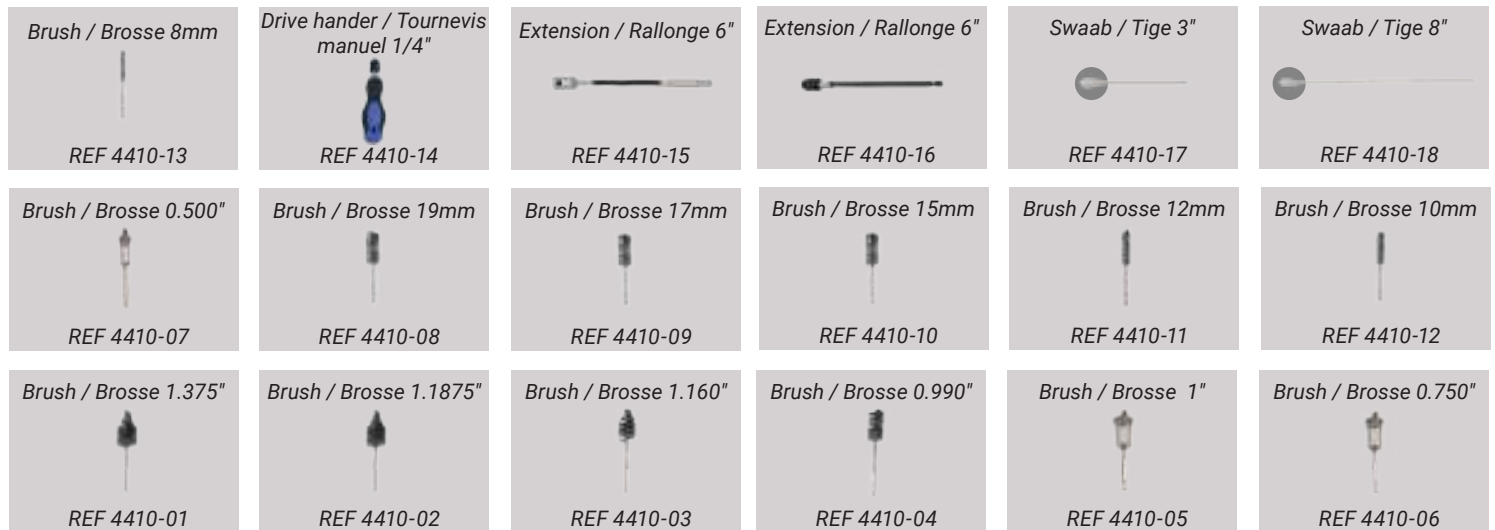 Brush / Brosse 8mm
REF 4410-13
Drive hander / Tournevis
manuel 1/4"
REF 4410-14
Extension / Rallonge 6"
REF 4410-15
Extension / Rallonge 6"
REF 4410-16
Swaab / Tige 3"
REF 4410-17
Swaab / Tige 8"
REF 4410-18
Brush / Brosse 0.500"
REF 4410-07
Brush / Brosse 19mm
REF 4410-08
Brush / Brosse 17mm
REF 4410-09
Brush / Brosse 15mm
REF 4410-10
Brush / Brosse 12mm
REF 4410-11
Brush / Brosse 10mm
REF 4410-12
Brush / Brosse 1.375"
REF 4410-01
Brush / Brosse 1.1875"
REF 4410-02
Brush / Brosse 1.160"
REF 4410-03
Brush / Brosse 0.990"
REF 4410-04
Brush / Brosse 1"
REF 4410-05
Brush / Brosse 0.750"
REF 4410-06